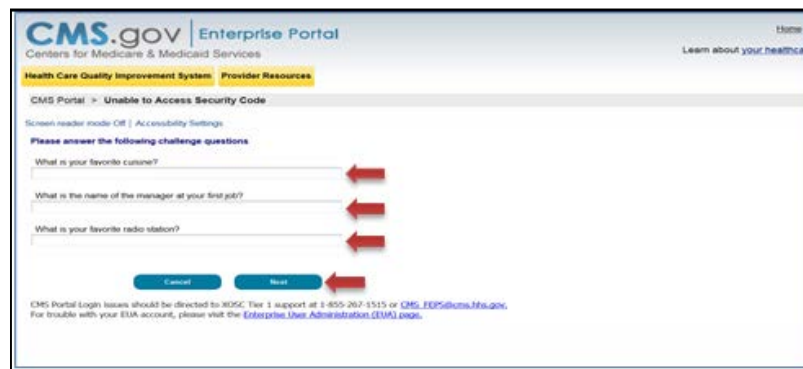 CMS.gov Enterprise Portal
Centers for Medicare & Medicaid Services
Home
Learn about your healthca
Health Care Quality Improvement System Provider Resources
CMS Portal > Unable to Access Security Code
Screen reader mode Off | Accessibility Settings
Please answer the following challenge questions
What is your favorite cuisine?
What is the name of the manager at your first job?
What is your favorite radio station?
Cancel Next
CMS Portal Login issues should be directed to XOSC Tier 1 support at 1-855-267-1515 or CMS_FEPS@cms.hhs.gov.
For trouble with your EUA account, please visit the Enterprise User Administration (EUA) page.